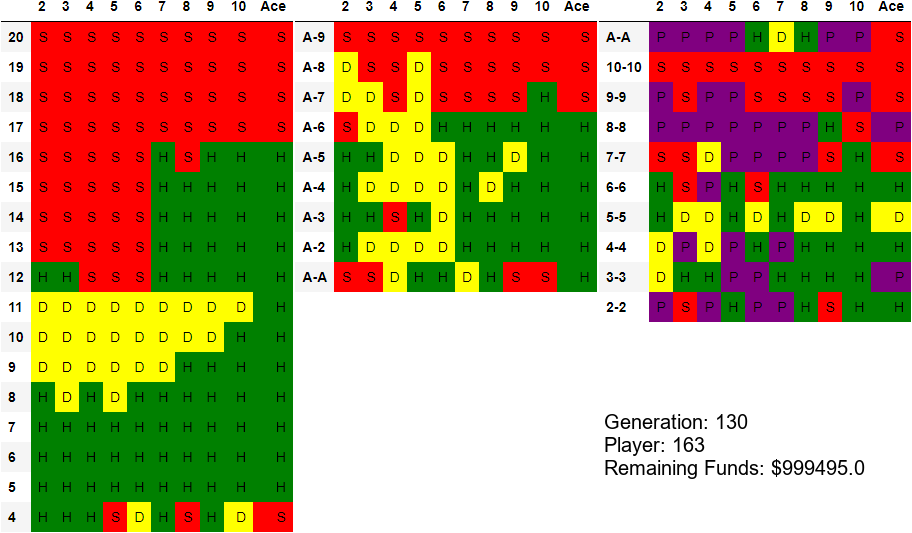 2 3 4 5 6 7 8 9 10 Ace
20 S S S S S S S S S S
19 S S S S S S S S S S
18 S S S S S S S S S S
17 S S S S S S S S S S
16 S S S S S H S H H H
15 S S S S S H H H H H
14 S S S S S H H H H H
13 S S S S S H H H H H
12 H H S S S H H H H H
11 D D D D D D D D D H
10 D D D D D D D D H H
9 D D D D D D H H H H
8 H D H D H H H H H H
7 H H H H H H H H H H
6 H H H H H H H H H H
5 H H H H H H H H H H
4 H H H S D H S H D S
2 3 4 5 6 7 8 9 10 Ace
A-9 S S S S S S S S S S
A-8 D S S D S S S S S S
A-7 D D S D S S S S H S
A-6 S D D D H H H H H H
A-5 H H D D D H H D H H
A-4 H D D D D H D H H H
A-3 H H S H D H H H H H
A-2 H D D D D H H H H H
A-A S S D H H D H S S H
2 3 4 5 6 7 8 9 10 Ace
A-A P P P P H D H P P S
10-10 S S S S S S S S S S
9-9 P S P P S S S S P S
8-8 P P P P P P P H S P
7-7 S S D P P P P S H S
6-6 H S P H S H H H H H
5-5 H D D H D H D D H D
4-4 D P D P H P H H H H
3-3 D H H P P H H H H P
2-2 P S P H P P H S H H
Generation: 130
Player: 163
Remaining Funds: $999495.0